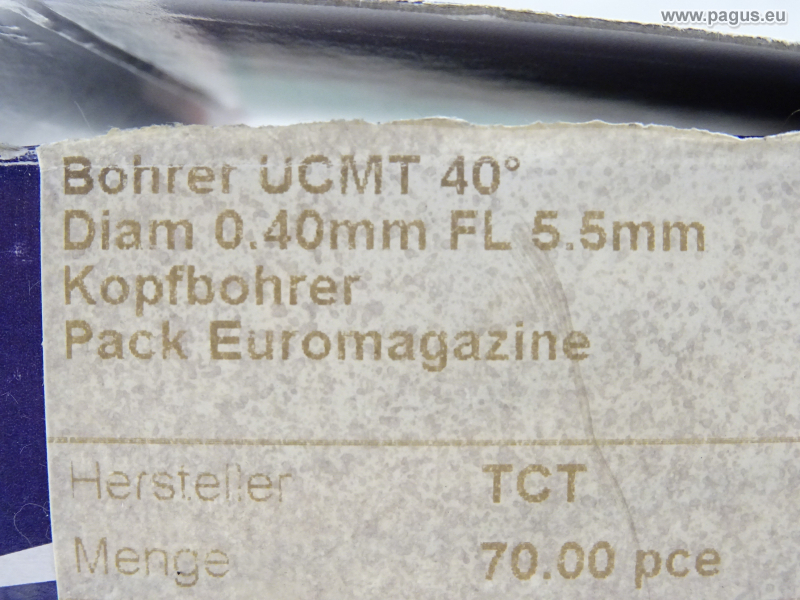 www.pagus.eu
Bohrer UCMT 40°
Diam 0.40mm FL 5.5mm
Kopfbohrer
Pack Euromagazine
Hersteller TCT
Menge 70.00 pce